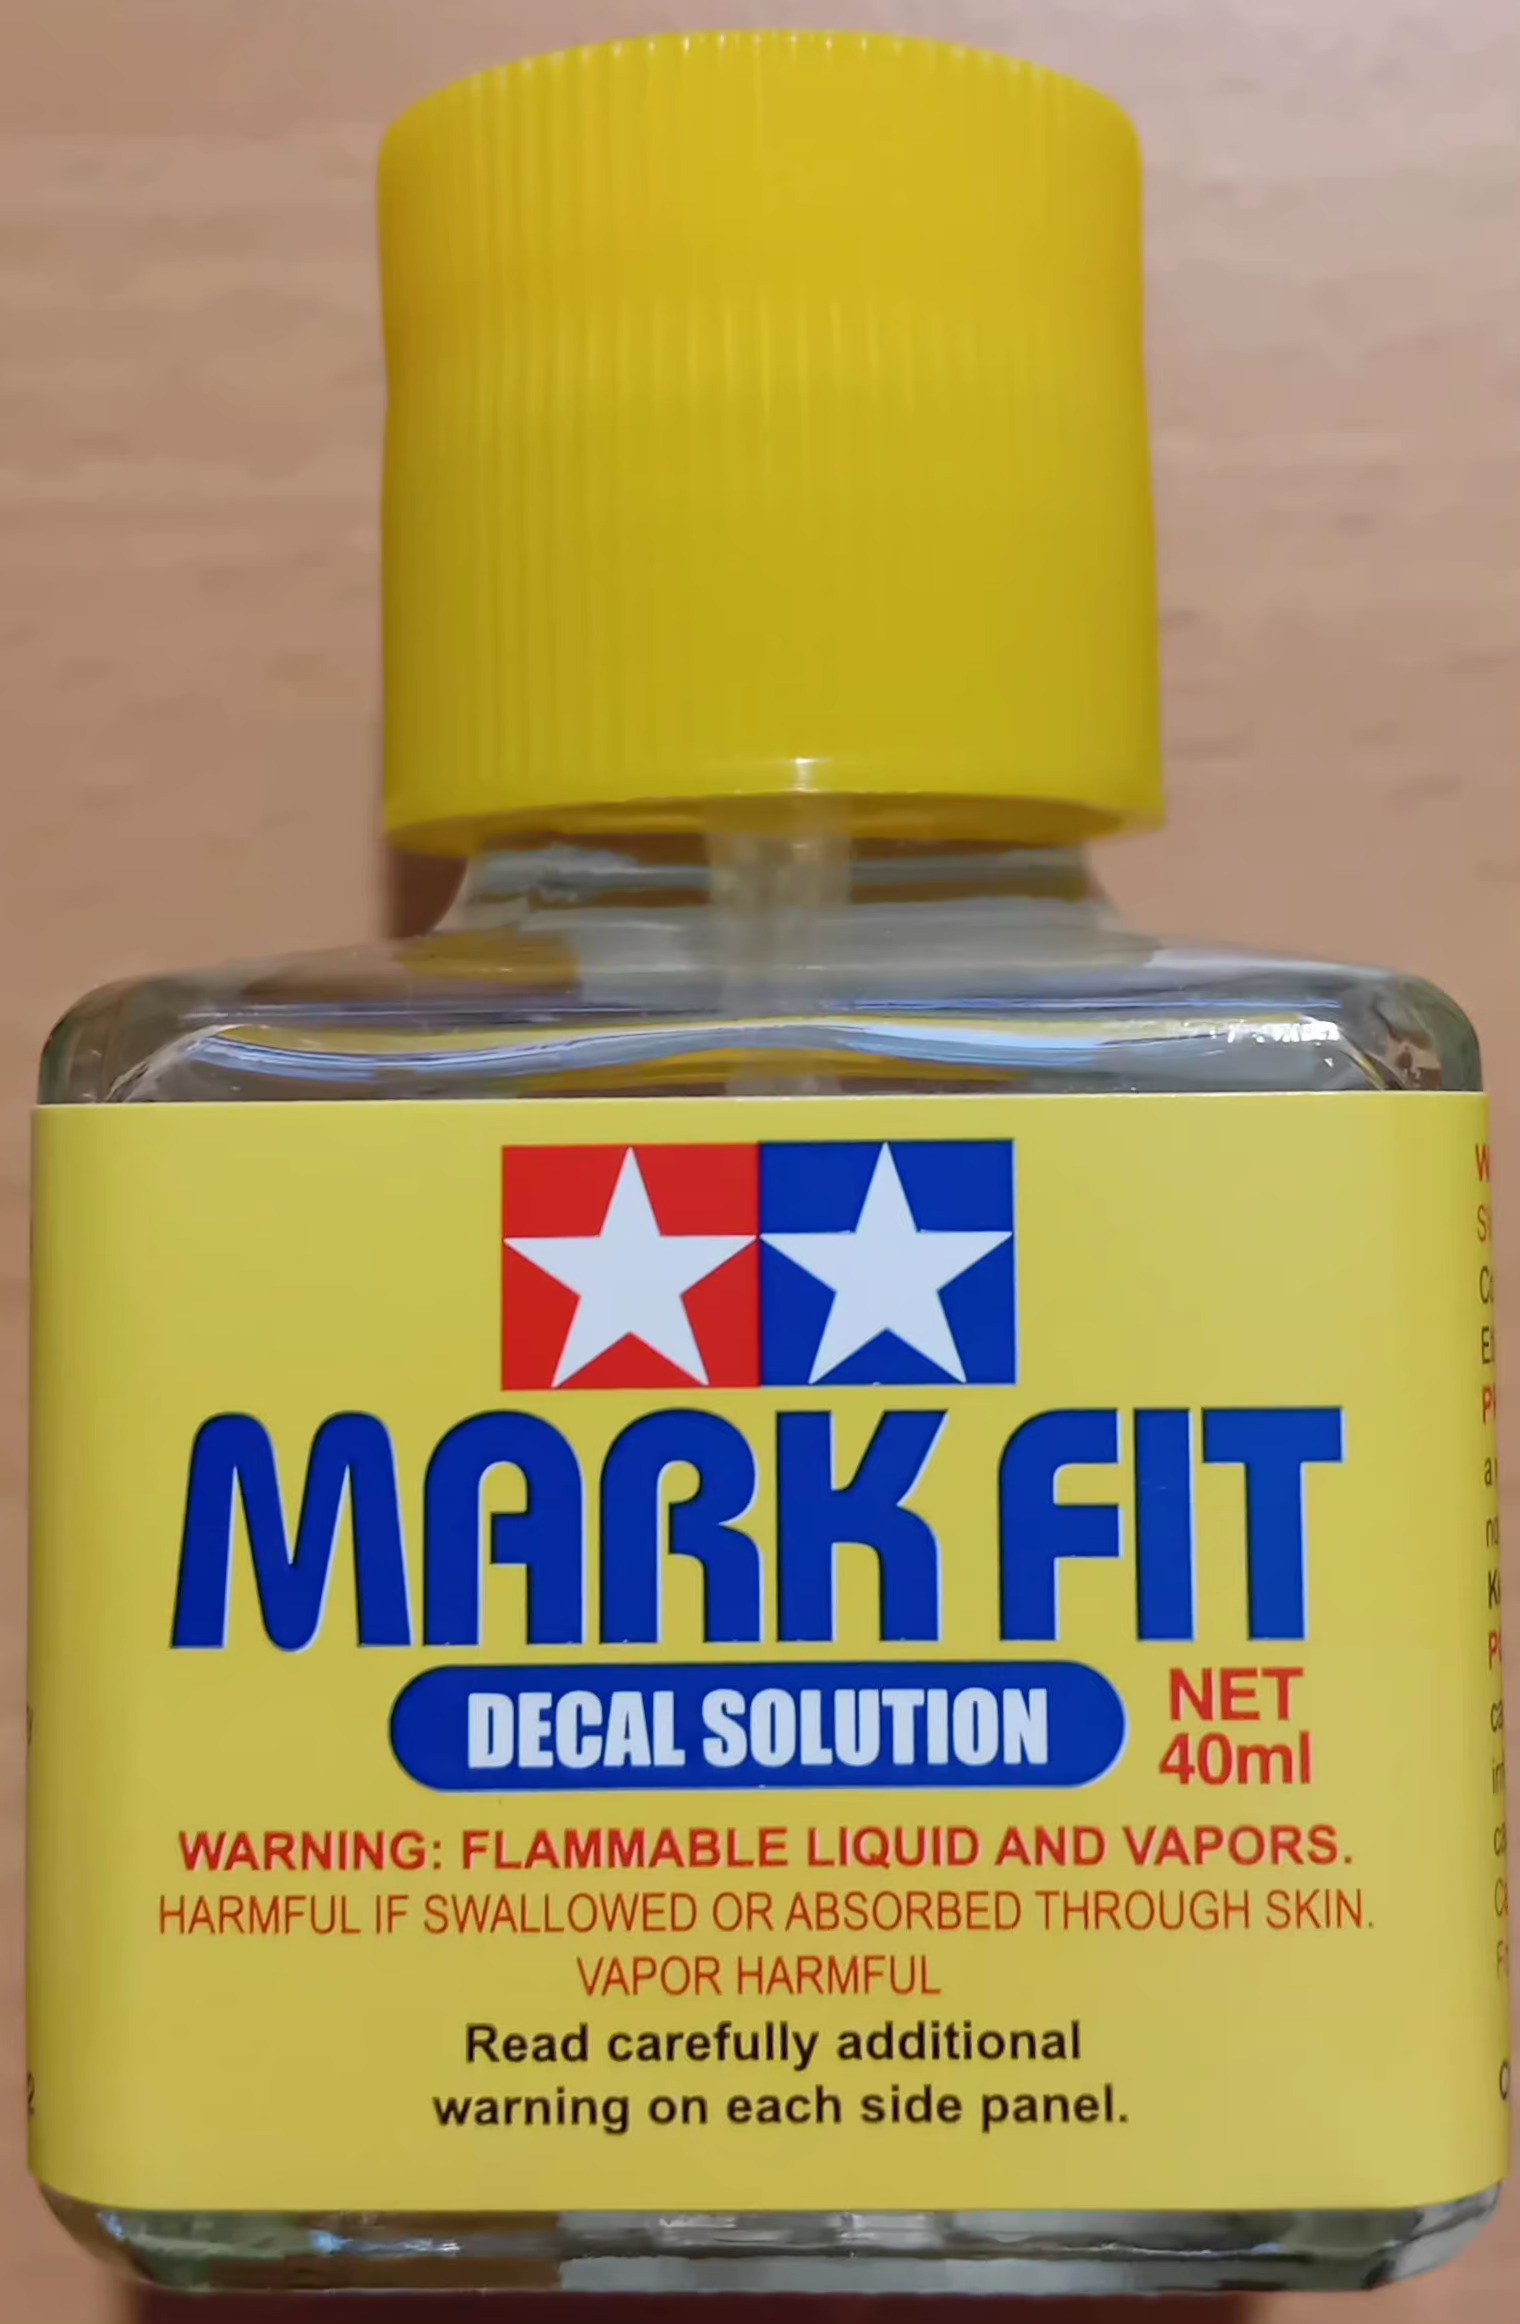 MARK FIT
DECAL SOLUTION
NET
40ml
WARNING: FLAMMABLE LIQUID AND VAPORS.
HARMFUL IF SWALLOWED OR ABSORBED THROUGH SKIN.
VAPOR HARMFUL
Read carefully additional
warning on each side panel.